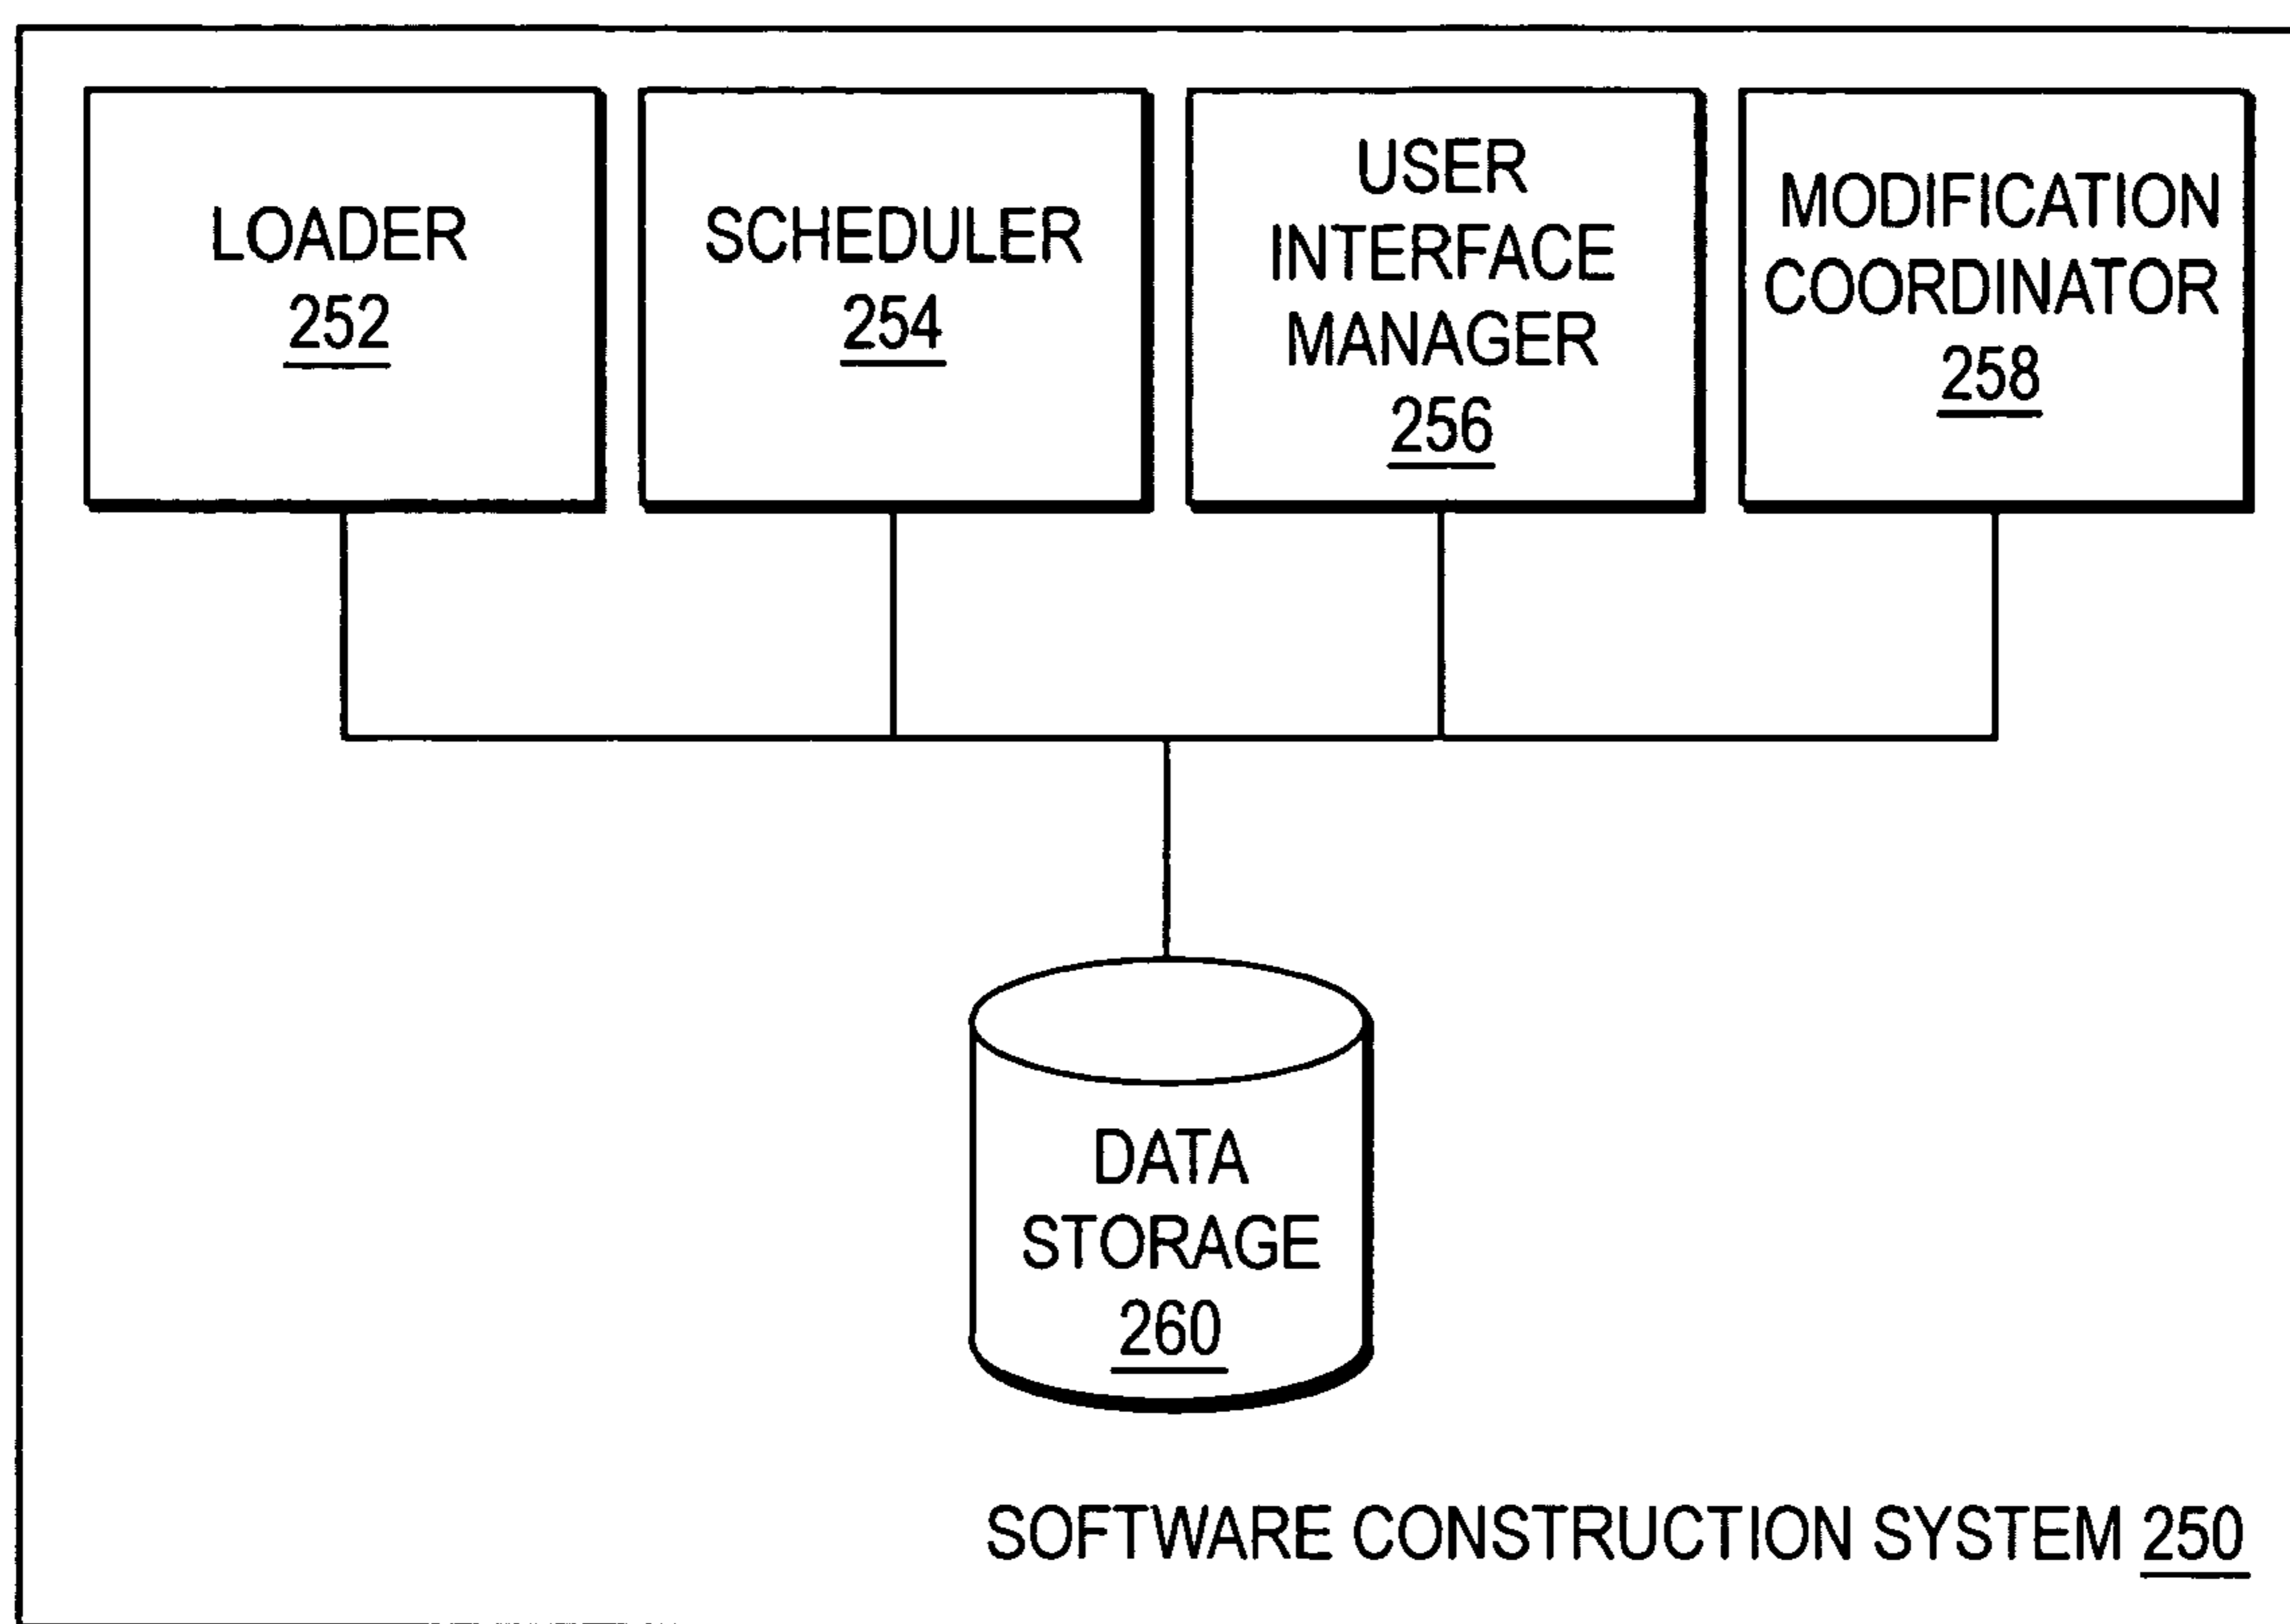 LOADER
252
SCHEDULER
254
USER
INTERFACE
MANAGER
256
MODIFICATION
COORDINATOR
258
DATA
STORAGE
260
SOFTWARE CONSTRUCTION SYSTEM 250